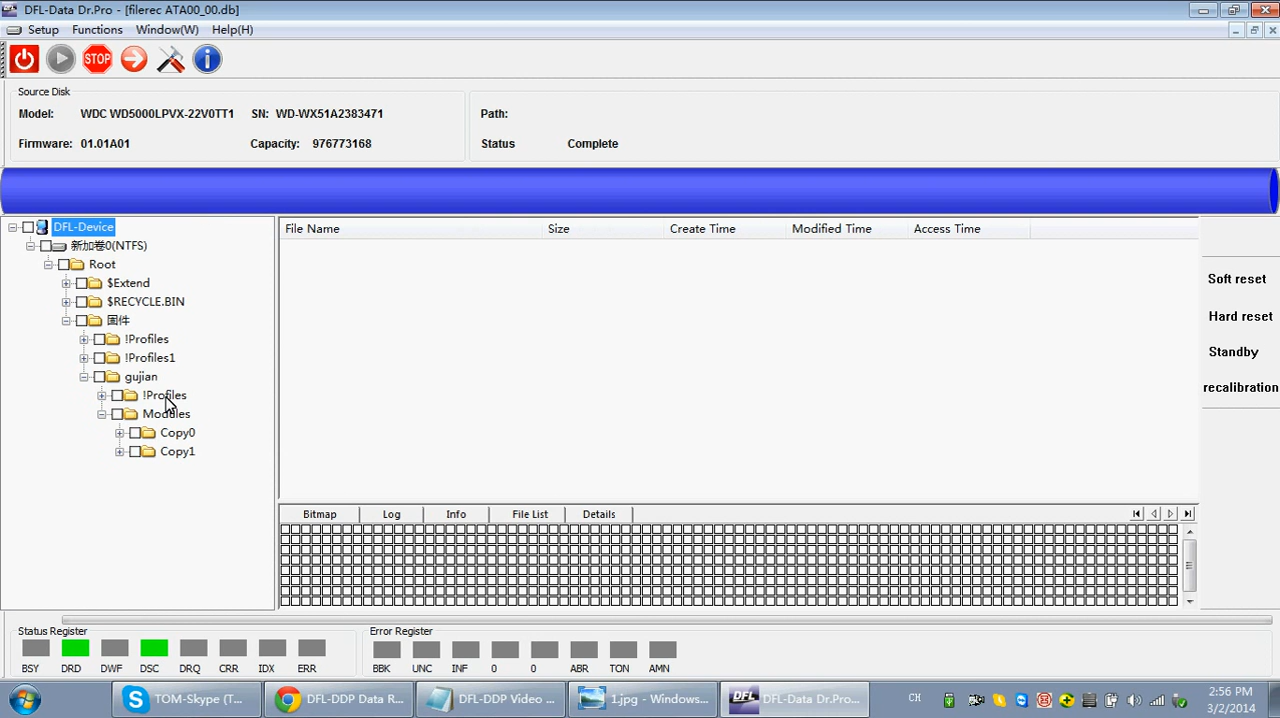 DFL-Data Dr.Pro - [filerec ATA00_00.db]
Setup Functions Window(W) Help(H)
STOP
Source Disk
Model: WDC WD5000LPVX-22V0TT1 SN: WD-WX51A2383471 Path:
Firmware: 01.01A01 Capacity: 976773168 Status Complete
DFL-Device
新加卷0(NTFS)
Root
$Extend
$RECYCLE.BIN
固件
!Profiles
!Profiles1
gujian
!Profiles
Modules
Copy0
Copy1
File Name Size Create Time Modified Time Access Time
Soft reset
Hard reset
Standby
recalibration
Bitmap Log Info File List Details
Status Register Error Register
BSY DRD DWF DSC DRQ CRR IDX ERR BBK UNC INF 0 0 ABR TON AMN
TOM-Skype (T... DFL-DDP Data R... DFL-DDP Video ... 1.jpg - Windows... DFL DFL-Data Dr.Pro... CH 2:56 PM
3/2/2014